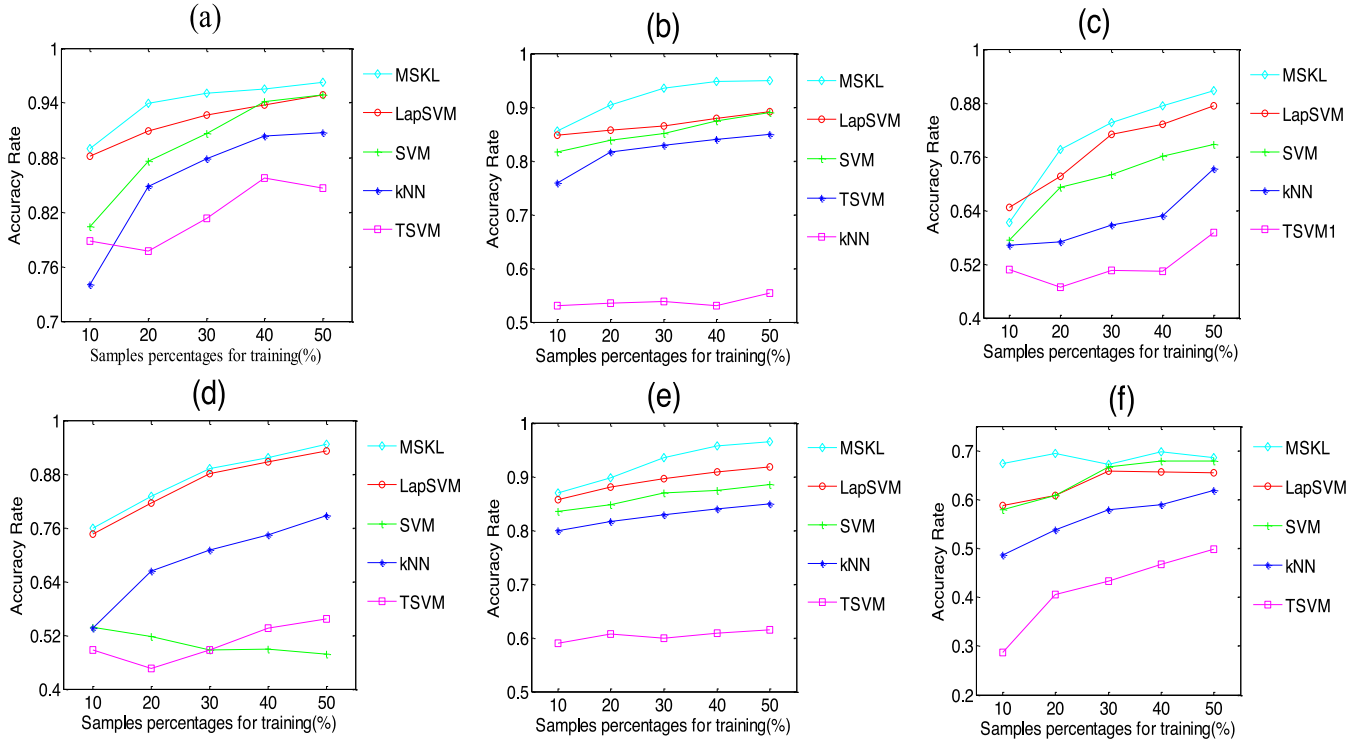 (a)
1
0.94
0.88
0.82
0.76
0.7
Accuracy Rate
10 20 30 40 50
Samples percentages for training(%)
MSKL
LapSVM
SVM
kNN
TSVM
(b)
1
0.9
0.8
0.7
0.6
0.5
Accuracy Rate
10 20 30 40 50
Samples percentages for training(%)
MSKL
LapSVM
SVM
TSVM
kNN
(c)
1
0.88
0.76
0.64
0.52
0.4
Accuracy Rate
10 20 30 40 50
Samples percentages for training(%)
MSKL
LapSVM
SVM
kNN
TSVM1
(d)
1
0.88
0.76
0.64
0.52
0.4
Accuracy Rate
10 20 30 40 50
Samples percentages for training(%)
MSKL
LapSVM
SVM
kNN
TSVM
(e)
1
0.9
0.8
0.7
0.6
0.5
Accuracy Rate
10 20 30 40 50
Samples percentages for training(%)
MSKL
LapSVM
SVM
kNN
TSVM
(f)
0.7
0.6
0.5
0.4
0.3
0.2
Accuracy Rate
10 20 30 40 50
Samples percentages for training(%)
MSKL
LapSVM
SVM
kNN
TSVM